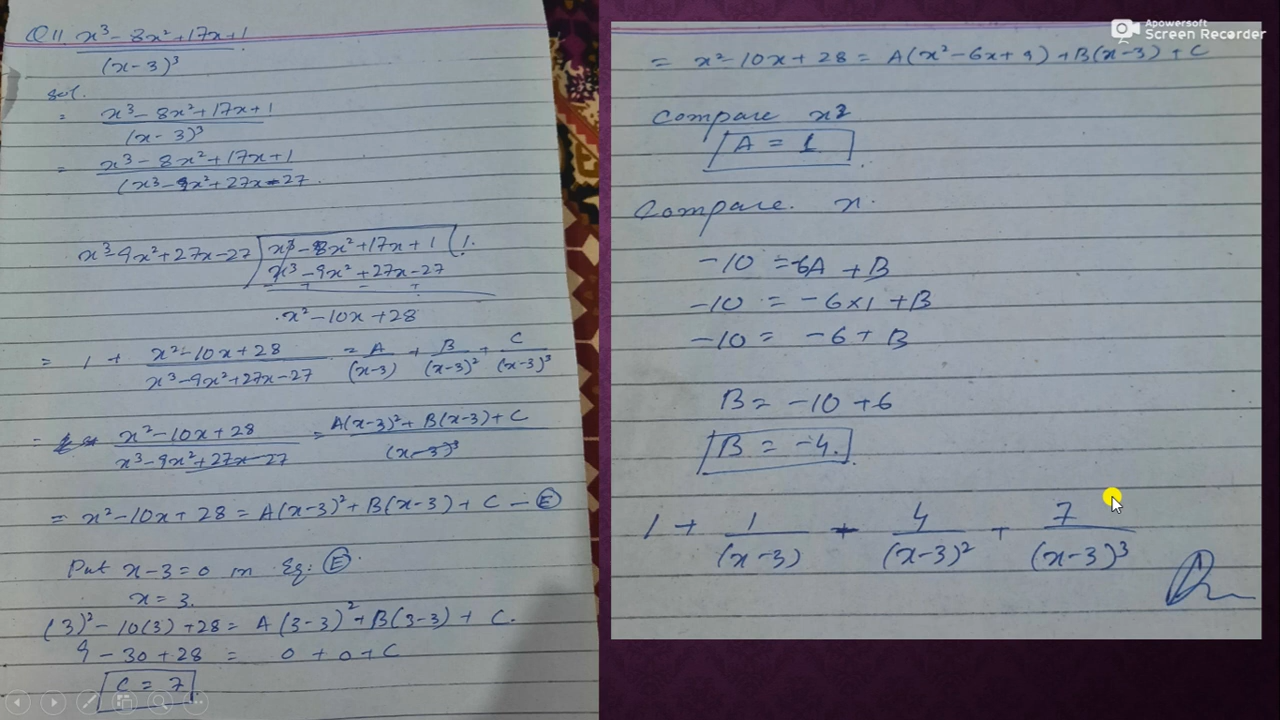 Q11. x³ - 8x² + 17x + 1
(x-3)³
sol.
= x³ - 8x² + 17x + 1
(x-3)³
= x³ - 8x² + 17x + 1
(x³ - 9x² + 27x - 27
x³-9x²+27x-27 ) x³ - 8x² + 17x + 1 ( 1.
x³ - 9x² + 27x - 27
- + - +
x² - 10x + 28
= 1 + x² - 10x + 28 / x³-9x²+27x-27 = A/(x-3) + B/(x-3)² + C/(x-3)³
= x² - 10x + 28 / x³-9x²+27x-27 = A(x-3)² + B(x-3) + C / (x-3)³
= x² - 10x + 28 = A(x-3)² + B(x-3) + C - Ⓔ
Put x-3=0 in Eq: Ⓔ.
x = 3.
(3)² - 10(3) + 28 = A(3-3)² + B(3-3) + C.
9 - 30 + 28 = 0 + 0 + C
C = 7
Apowersoft
Screen Recorder
= x² - 10x + 28 = A(x² - 6x + 9) + B(x-3) + C
Compare x²
A = 1
Compare x.
-10 = -6A + B
-10 = -6×1 + B
-10 = -6 + B
B = -10 + 6
B = -4.
1 + 1/(x-3) - 4/(x-3)² + 7/(x-3)³